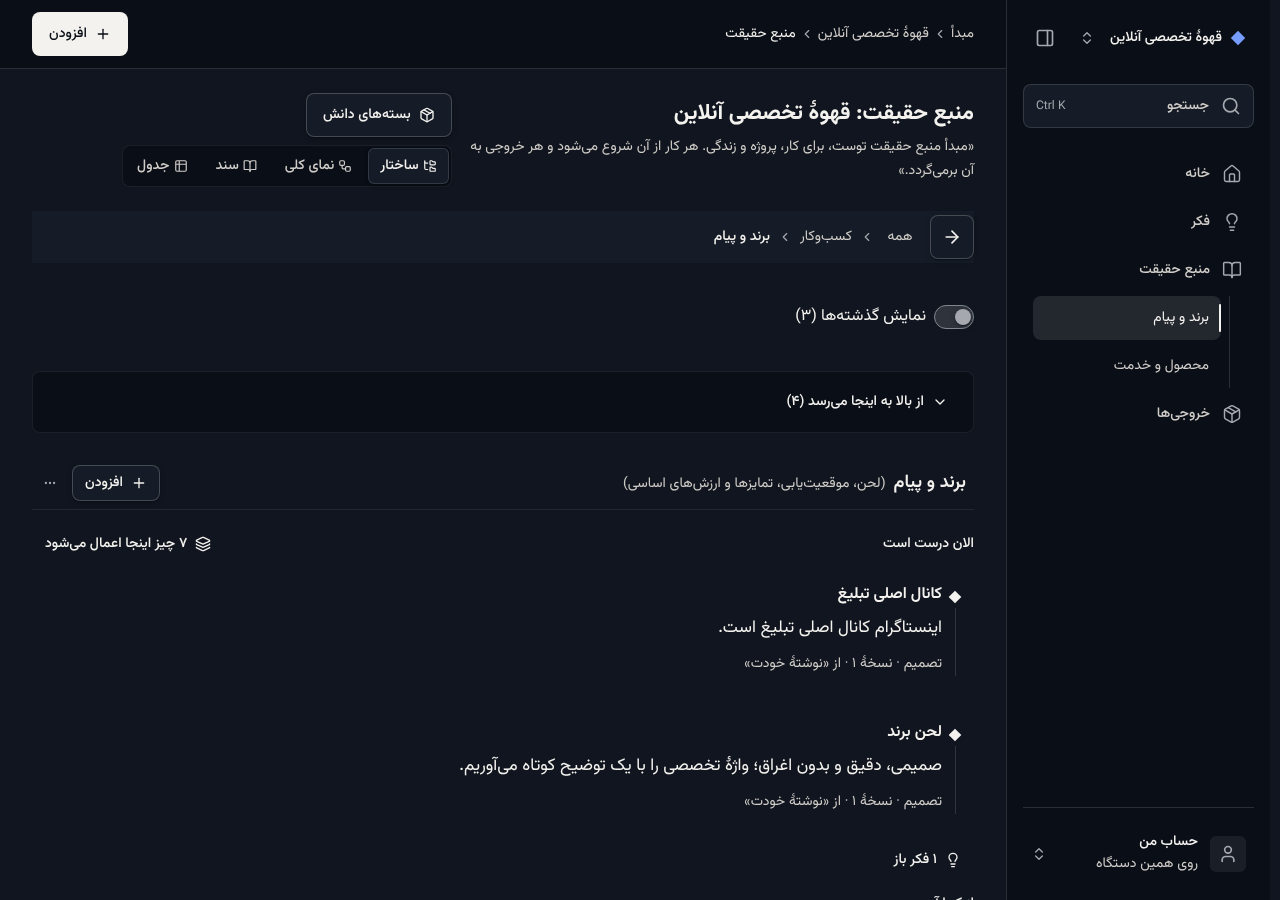 قهوهٔ تخصصی آنلاین
جستجو
Ctrl K
خانه
فکر
منبع حقیقت
برند و پیام
محصول و خدمت
خروجی‌ها
حساب من
روی همین دستگاه
مبدأ › قهوهٔ تخصصی آنلاین › منبع حقیقت
افزودن
منبع حقیقت: قهوهٔ تخصصی آنلاین
«مبدأ منبع حقیقت توست، برای کار، پروژه و زندگی. هر کار از آن شروع می‌شود و هر خروجی به
آن برمی‌گردد.»
بسته‌های دانش
ساختار
نمای کلی
سند
جدول
همه › کسب‌وکار › برند و پیام
نمایش گذشته‌ها (۳)
از بالا به اینجا می‌رسد (۴)
برند و پیام (لحن، موقعیت‌یابی، تمایزها و ارزش‌های اساسی)
افزودن
الان درست است
۷ چیز اینجا اعمال می‌شود
کانال اصلی تبلیغ
اینستاگرام کانال اصلی تبلیغ است.
تصمیم · نسخهٔ ۱ · از «نوشتهٔ خودت»
لحن برند
صمیمی، دقیق و بدون اغراق؛ واژهٔ تخصصی را با یک توضیح کوتاه می‌آوریم.
تصمیم · نسخهٔ ۱ · از «نوشتهٔ خودت»
۱ فکر باز